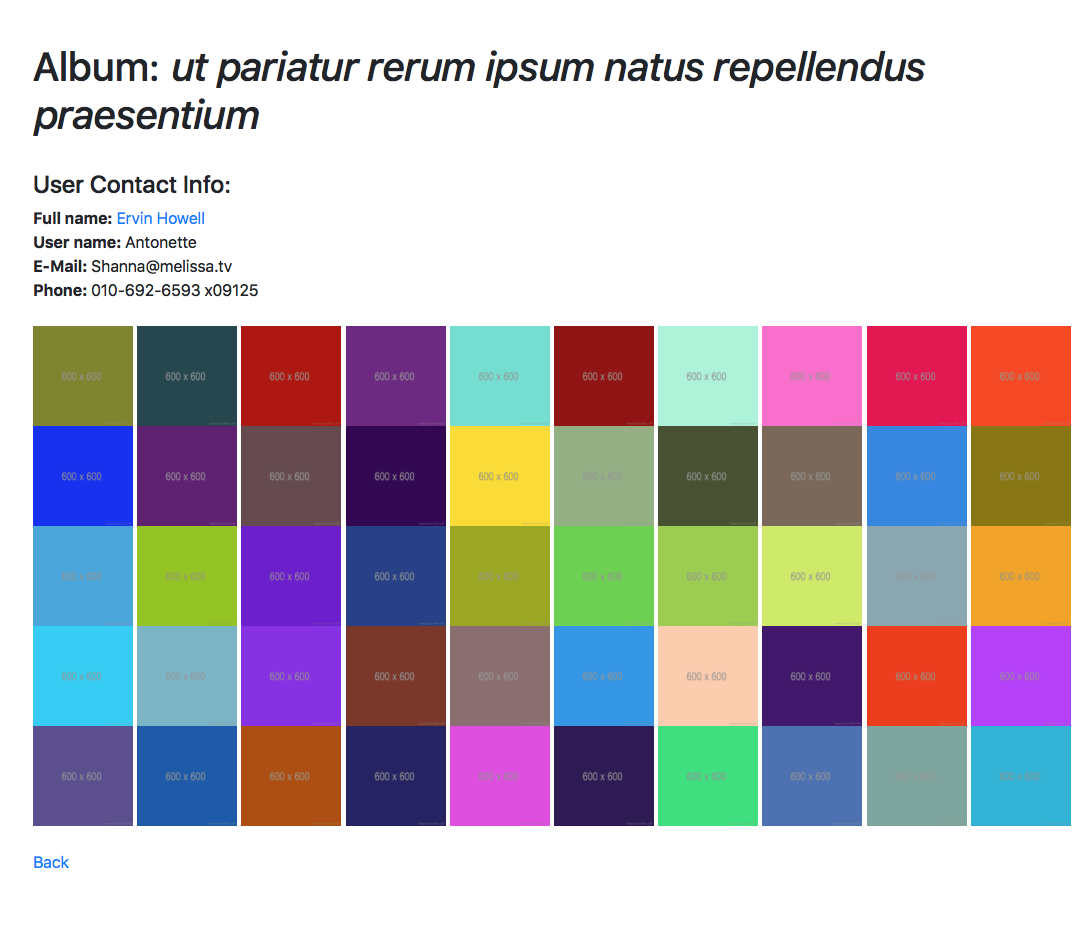 Album: ut pariatur rerum ipsum natus repellendus
praesentium
User Contact Info:
Full name: Ervin Howell
User name: Antonette
E-Mail: Shanna@melissa.tv
Phone: 010-692-6593 x09125
600 x 600 600 x 600 600 x 600 600 x 600 600 x 600 600 x 600 600 x 600 600 x 600 600 x 600 600 x 600
600 x 600 600 x 600 600 x 600 600 x 600 600 x 600 600 x 600 600 x 600 600 x 600 600 x 600 600 x 600
600 x 600 600 x 600 600 x 600 600 x 600 600 x 600 600 x 600 600 x 600 600 x 600 600 x 600 600 x 600
600 x 600 600 x 600 600 x 600 600 x 600 600 x 600 600 x 600 600 x 600 600 x 600 600 x 600 600 x 600
600 x 600 600 x 600 600 x 600 600 x 600 600 x 600 600 x 600 600 x 600 600 x 600 600 x 600 600 x 600
Back